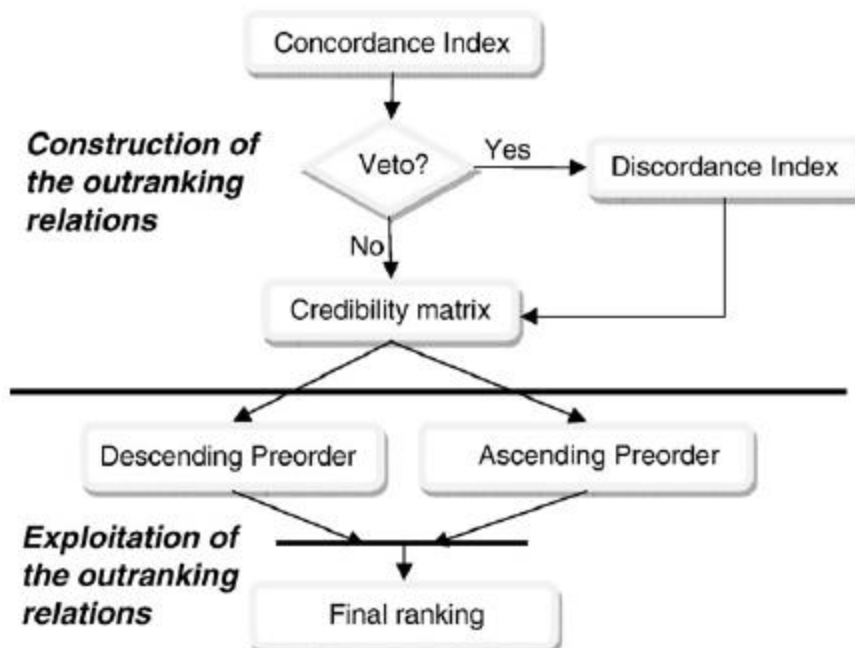 Concordance Index
Construction of
the outranking
relations
Veto?
Yes
Discordance Index
No
Credibility matrix
Descending Preorder
Ascending Preorder
Exploitation of
the outranking
relations
Final ranking